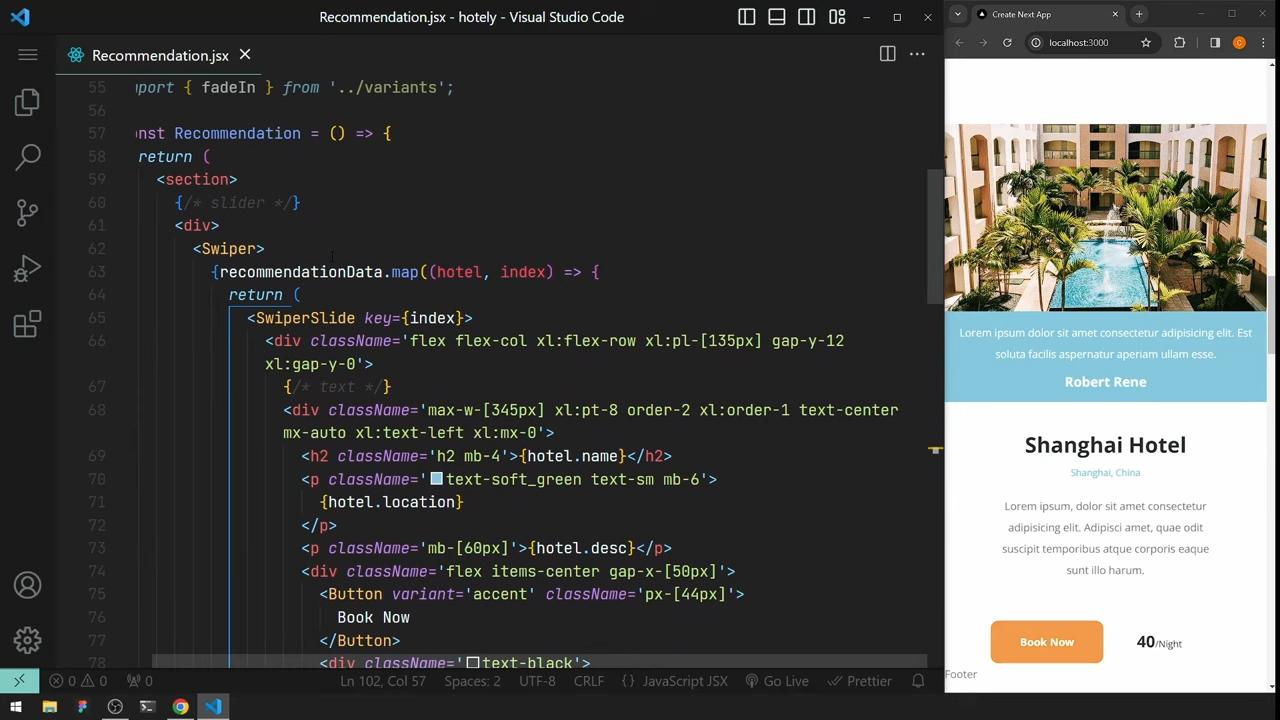 Recommendation.jsx - hotely - Visual Studio Code
Recommendation.jsx
55 port { fadeIn } from '../variants';
56
57 nst Recommendation = () => {
58 return (
59 <section>
60 {/* slider */}
61 <div>
62 <Swiper>
63 {recommendationData.map((hotel, index) => {
64 return (
65 <SwiperSlide key={index}>
66 <div className='flex flex-col xl:flex-row xl:pl-[135px] gap-y-12
xl:gap-y-0'>
67 {/* text */}
68 <div className='max-w-[345px] xl:pt-8 order-2 xl:order-1 text-center
mx-auto xl:text-left xl:mx-0'>
69 <h2 className='h2 mb-4'>{hotel.name}</h2>
70 <p className='text-soft_green text-sm mb-6'>
71 {hotel.location}
72 </p>
73 <p className='mb-[60px]'>{hotel.desc}</p>
74 <div className='flex items-center gap-x-[50px]'>
75 <Button variant='accent' className='px-[44px]'>
76 Book Now
77 </Button>
78 <div className='text-black'>
0 0 0
Ln 102, Col 57
Spaces: 2
UTF-8
CRLF
{} JavaScript JSX
Go Live
Prettier
Create Next App
localhost:3000
C
Lorem ipsum dolor sit amet consectetur adipisicing elit. Est
soluta facilis aspernatur aperiam ullam esse.
Robert Rene
Shanghai Hotel
Shanghai, China
Lorem ipsum, dolor sit amet consectetur
adipisicing elit. Adipisci amet, quae odit
suscipit temporibus atque corporis eaque
sunt illo harum.
Book Now
40/Night
Footer